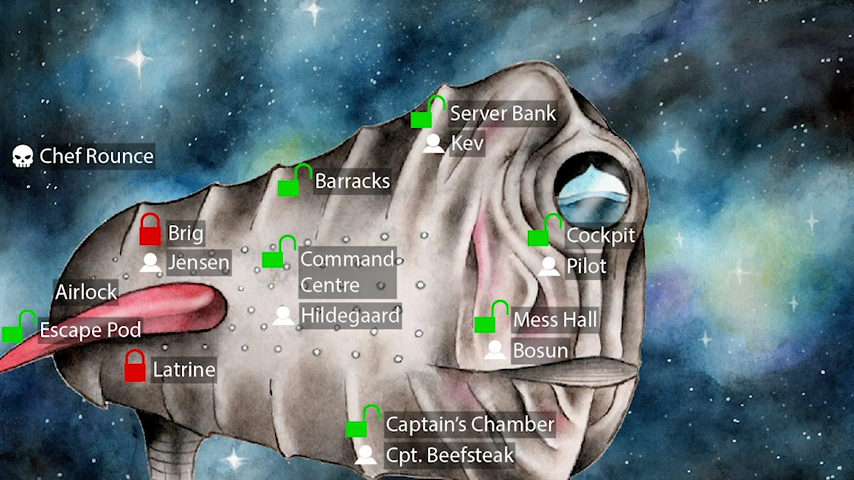 Server Bank
Kev
Chef Rounce
Barracks
Brig
Jensen
Command
Centre
Hildegaard
Cockpit
Pilot
Airlock
Escape Pod
Mess Hall
Bosun
Latrine
Captain's Chamber
Cpt. Beefsteak